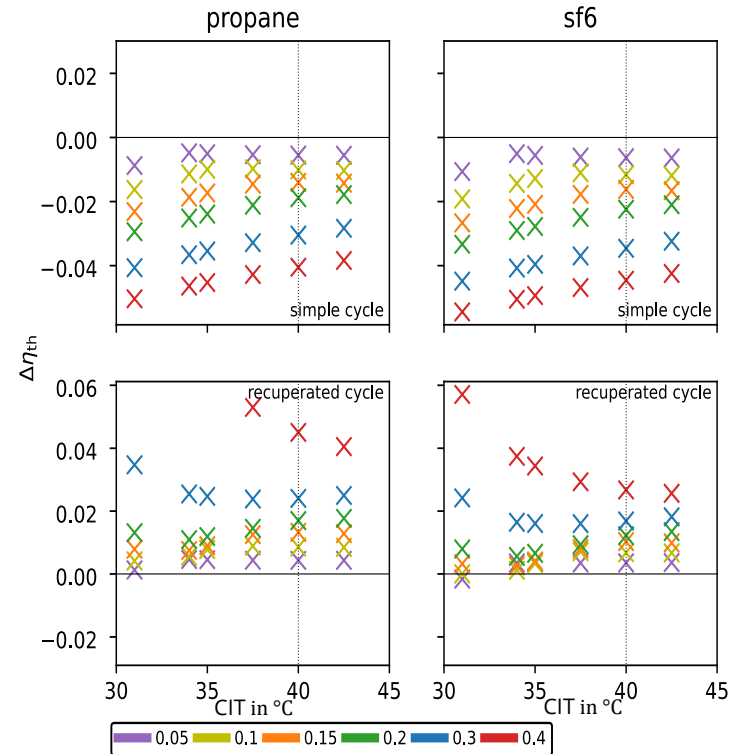 propane sf6
0.02
0.00
−0.02
−0.04
simple cycle simple cycle
Δηth
0.06
recuperated cycle recuperated cycle
0.04
0.02
0.00
−0.02
30 35 40 45 30 35 40 45
CIT in °C CIT in °C
0.05 0.1 0.15 0.2 0.3 0.4